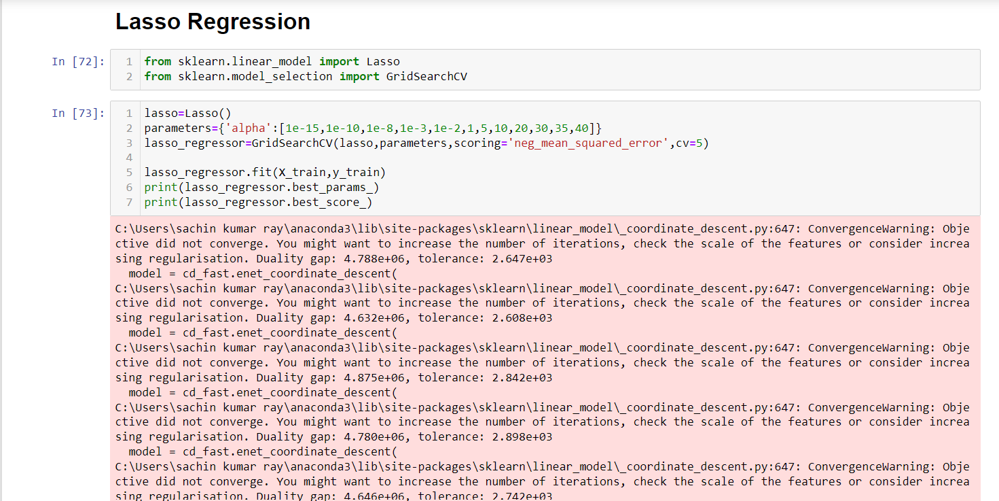 Lasso Regression
In [72]:
1 from sklearn.linear_model import Lasso
2 from sklearn.model_selection import GridSearchCV
In [73]:
1 lasso=Lasso()
2 parameters={'alpha':[1e-15,1e-10,1e-8,1e-3,1e-2,1,5,10,20,30,35,40]}
3 lasso_regressor=GridSearchCV(lasso,parameters,scoring='neg_mean_squared_error',cv=5)
4
5 lasso_regressor.fit(X_train,y_train)
6 print(lasso_regressor.best_params_)
7 print(lasso_regressor.best_score_)
C:\Users\sachin kumar ray\anaconda3\lib\site-packages\sklearn\linear_model\_coordinate_descent.py:647: ConvergenceWarning: Obje
ctive did not converge. You might want to increase the number of iterations, check the scale of the features or consider increa
sing regularisation. Duality gap: 4.788e+06, tolerance: 2.647e+03
model = cd_fast.enet_coordinate_descent(
C:\Users\sachin kumar ray\anaconda3\lib\site-packages\sklearn\linear_model\_coordinate_descent.py:647: ConvergenceWarning: Obje
ctive did not converge. You might want to increase the number of iterations, check the scale of the features or consider increa
sing regularisation. Duality gap: 4.632e+06, tolerance: 2.608e+03
model = cd_fast.enet_coordinate_descent(
C:\Users\sachin kumar ray\anaconda3\lib\site-packages\sklearn\linear_model\_coordinate_descent.py:647: ConvergenceWarning: Obje
ctive did not converge. You might want to increase the number of iterations, check the scale of the features or consider increa
sing regularisation. Duality gap: 4.875e+06, tolerance: 2.842e+03
model = cd_fast.enet_coordinate_descent(
C:\Users\sachin kumar ray\anaconda3\lib\site-packages\sklearn\linear_model\_coordinate_descent.py:647: ConvergenceWarning: Obje
ctive did not converge. You might want to increase the number of iterations, check the scale of the features or consider increa
sing regularisation. Duality gap: 4.780e+06, tolerance: 2.898e+03
model = cd_fast.enet_coordinate_descent(
C:\Users\sachin kumar ray\anaconda3\lib\site-packages\sklearn\linear_model\_coordinate_descent.py:647: ConvergenceWarning: Obje
ctive did not converge. You might want to increase the number of iterations, check the scale of the features or consider increa
sing regularisation. Duality gap: 4.646e+06, tolerance: 2.742e+03